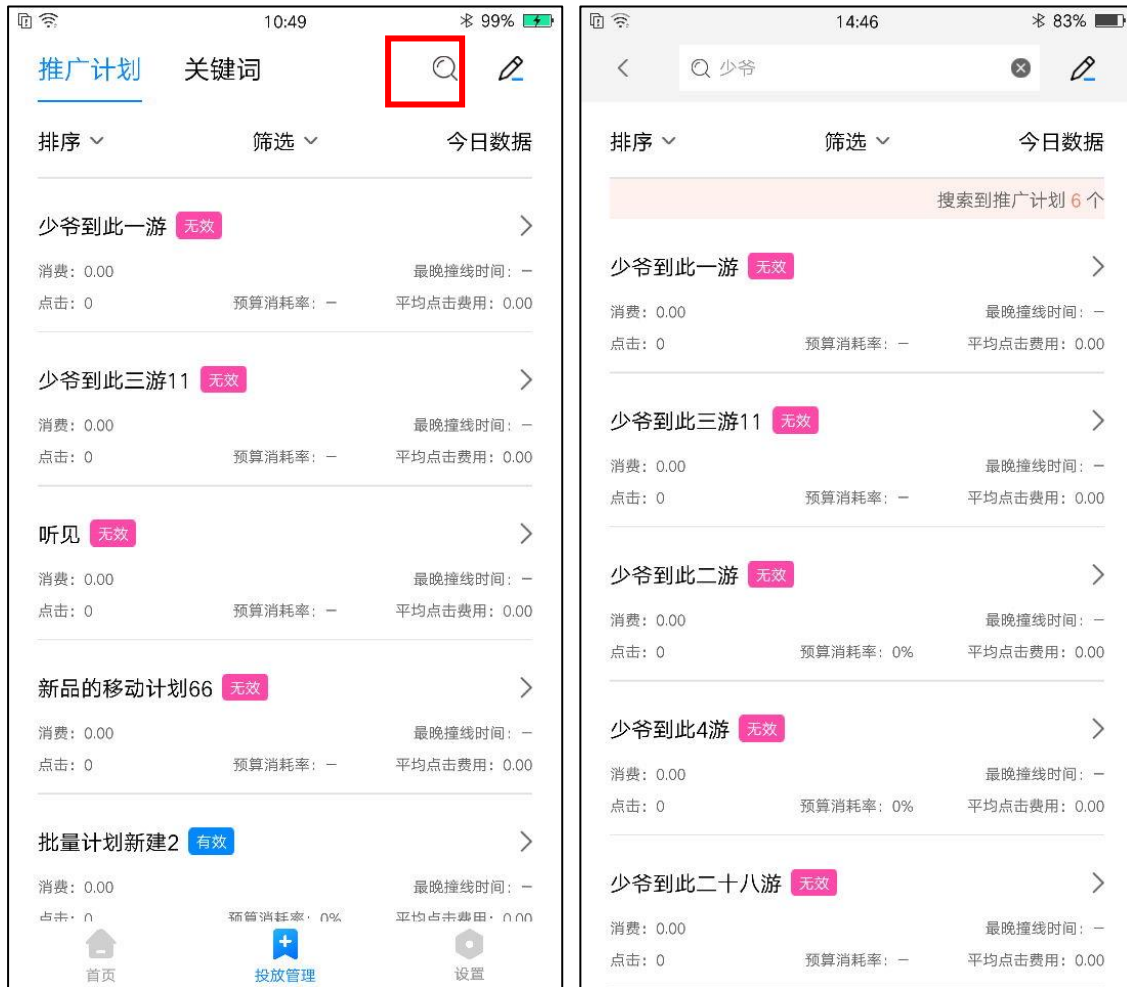 10:49
99%
推广计划 关键词
排序 筛选 今日数据
少爷到此一游 无效
消费：0.00 最晚撞线时间：—
点击：0 预算消耗率：— 平均点击费用：0.00
少爷到此三游11 无效
消费：0.00 最晚撞线时间：—
点击：0 预算消耗率：— 平均点击费用：0.00
听见 无效
消费：0.00 最晚撞线时间：—
点击：0 预算消耗率：— 平均点击费用：0.00
新品的移动计划66 无效
消费：0.00 最晚撞线时间：—
点击：0 预算消耗率：— 平均点击费用：0.00
批量计划新建2 有效
消费：0.00 最晚撞线时间：—
点击：0 预算消耗率：0% 平均点击费用：0.00
首页 投放管理 设置
14:46
83%
少爷
排序 筛选 今日数据
搜索到推广计划 6 个
少爷到此一游 无效
消费：0.00 最晚撞线时间：—
点击：0 预算消耗率：— 平均点击费用：0.00
少爷到此三游11 无效
消费：0.00 最晚撞线时间：—
点击：0 预算消耗率：— 平均点击费用：0.00
少爷到此二游 无效
消费：0.00 最晚撞线时间：—
点击：0 预算消耗率：0% 平均点击费用：0.00
少爷到此4游 无效
消费：0.00 最晚撞线时间：—
点击：0 预算消耗率：0% 平均点击费用：0.00
少爷到此二十八游 无效
消费：0.00 最晚撞线时间：—
点击：0 预算消耗率：— 平均点击费用：0.00